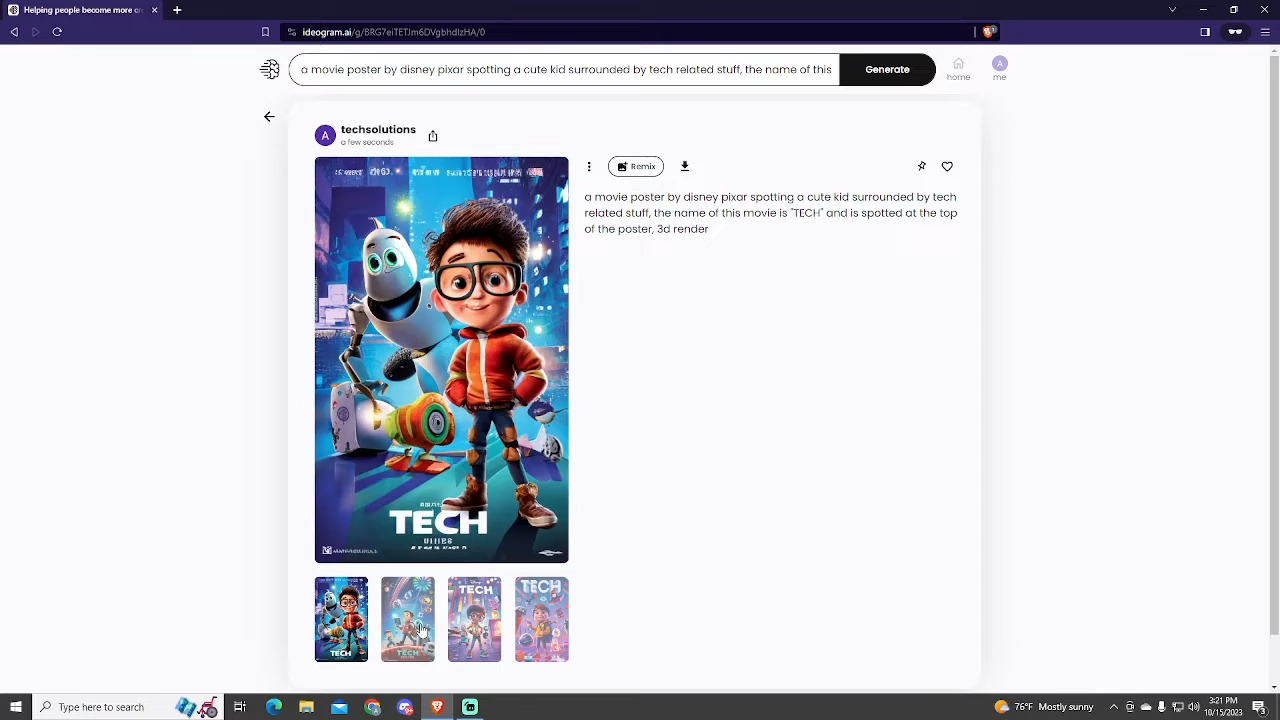 Helping people become more cr
ideogram.ai/g/BRG7eiTETJm6DVgbhdlzHA/0
a movie poster by disney pixar spotting a cute kid surrounded by tech related stuff, the name of this
Generate
home
me
A
A
techsolutions
a few seconds
Remix
a movie poster by disney pixar spotting a cute kid surrounded by tech
related stuff, the name of this movie is "TECH" and is spotted at the top
of the poster, 3d render
TECH
TECH
TECH
TECH
TECH
Type here to search
76°F Mostly sunny
3:21 PM
10/15/2023